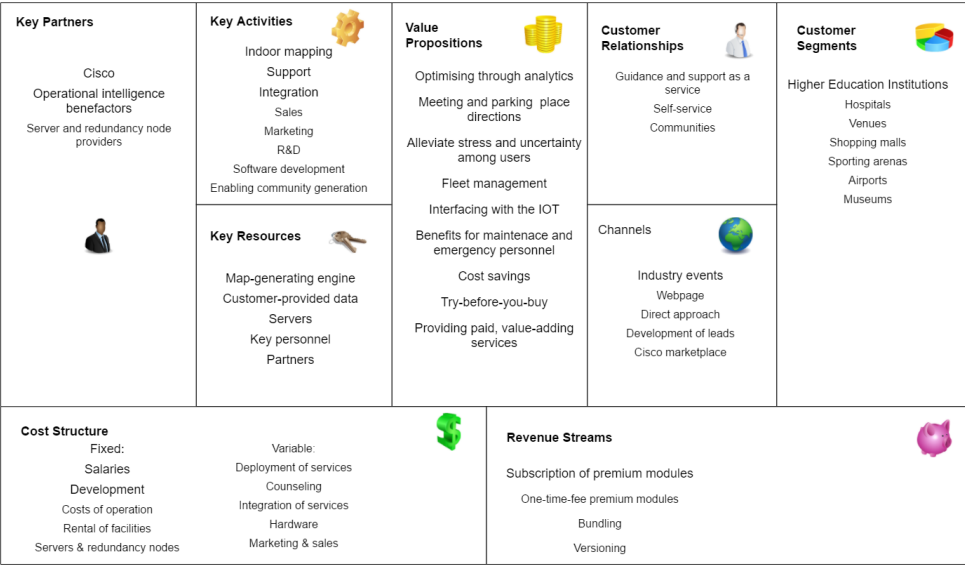 Key Partners
Cisco
Operational intelligence
benefactors
Server and redundancy node
providers
Key Activities
Indoor mapping
Support
Integration
Sales
Marketing
R&D
Software development
Enabling community generation
Key Resources
Map-generating engine
Customer-provided data
Servers
Key personnel
Partners
Value
Propositions
Optimising through analytics
Meeting and parking place
directions
Alleviate stress and uncertainty
among users
Fleet management
Interfacing with the IOT
Benefits for maintenace and
emergency personnel
Cost savings
Try-before-you-buy
Providing paid, value-adding
services
Customer
Relationships
Guidance and support as a
service
Self-service
Communities
Channels
Industry events
Webpage
Direct approach
Development of leads
Cisco marketplace
Customer
Segments
Higher Education Institutions
Hospitals
Venues
Shopping malls
Sporting arenas
Airports
Museums
Cost Structure
Fixed:
Salaries
Development
Costs of operation
Rental of facilities
Servers & redundancy nodes
Variable:
Deployment of services
Counseling
Integration of services
Hardware
Marketing & sales
Revenue Streams
Subscription of premium modules
One-time-fee premium modules
Bundling
Versioning